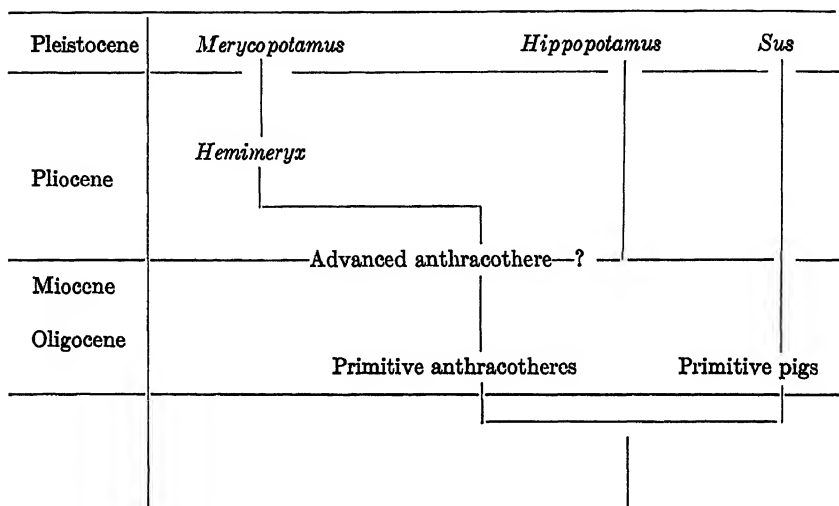 Pleistocene Merycopotamus Hippopotamus Sus
Hemimeryx
Pliocene
Advanced anthracothere—?
Miocene
Oligocene
Primitive anthracotheres Primitive pigs